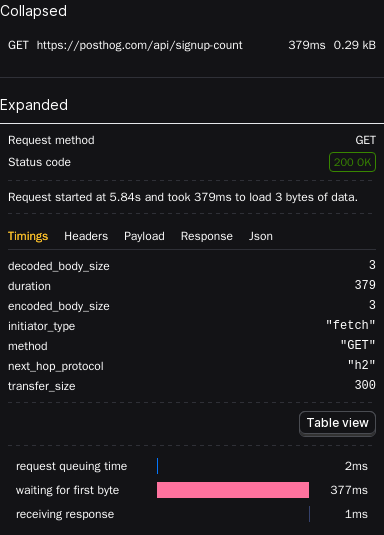 Collapsed
GET https://posthog.com/api/signup-count 379ms 0.29 kB
Expanded
Request method GET
Status code 200 OK
Request started at 5.84s and took 379ms to load 3 bytes of data.
Timings Headers Payload Response Json
decoded_body_size 3
duration 379
encoded_body_size 3
initiator_type "fetch"
method "GET"
next_hop_protocol "h2"
transfer_size 300
Table view
request queuing time 2ms
waiting for first byte 377ms
receiving response 1ms